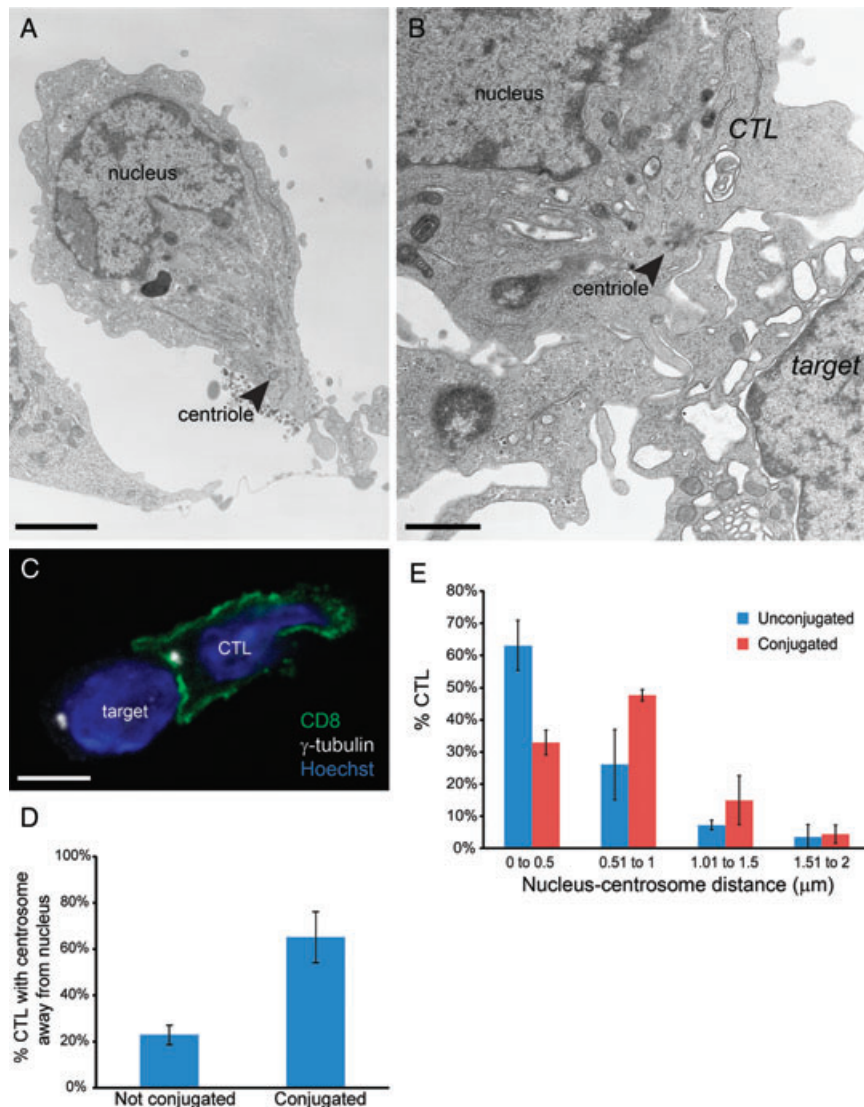 A
nucleus
centriole
B
nucleus
CTL
centriole
target
C
CTL
target
CD8
γ-tubulin
Hoechst
D
% CTL with centrosome
away from nucleus
100%
80%
60%
40%
20%
0%
Not conjugated
Conjugated
E
% CTL
80%
70%
60%
50%
40%
30%
20%
10%
0%
Unconjugated
Conjugated
0 to 0.5
0.51 to 1
1.01 to 1.5
1.51 to 2
Nucleus-centrosome distance (μm)